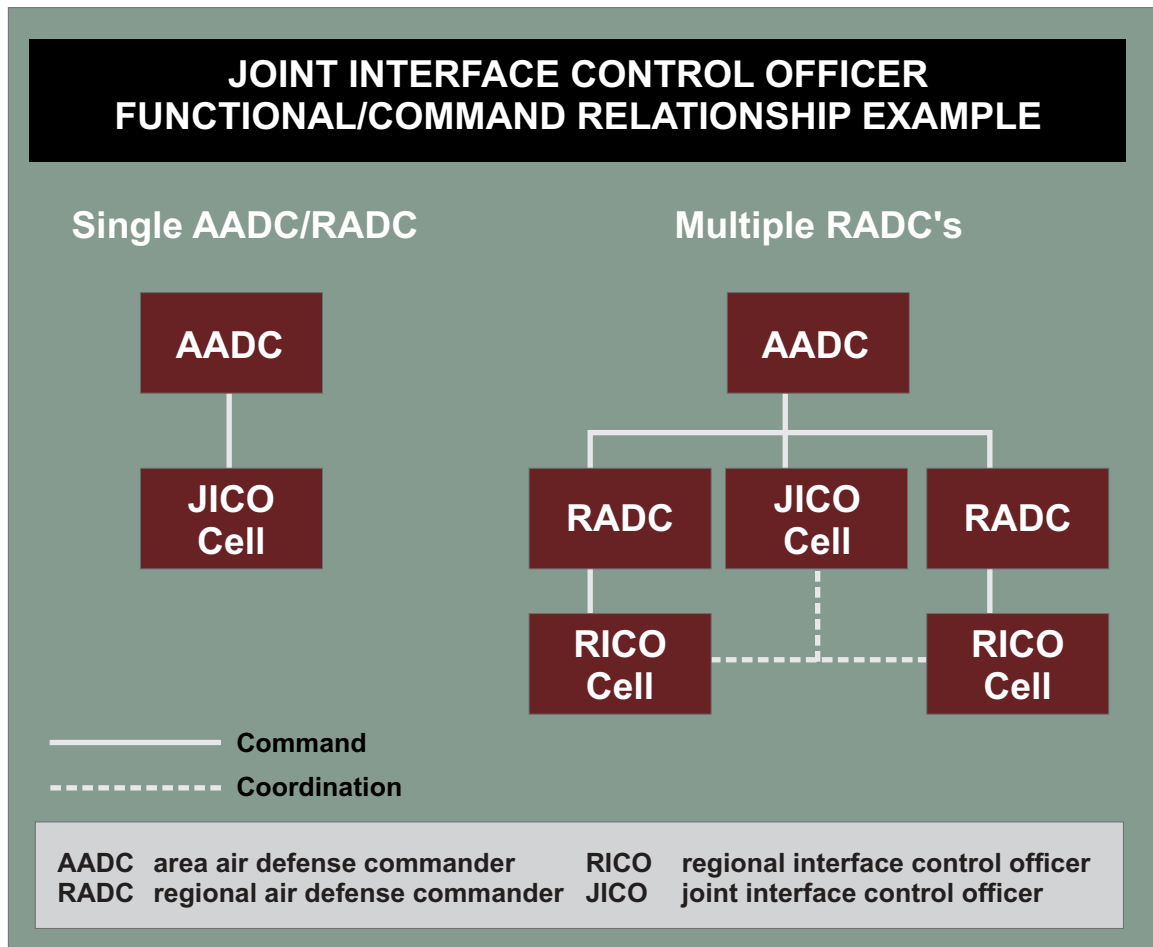 JOINT INTERFACE CONTROL OFFICER
FUNCTIONAL/COMMAND RELATIONSHIP EXAMPLE
Single AADC/RADC
AADC
JICO
Cell
Multiple RADC's
AADC
RADC
JICO
Cell
RADC
RICO
Cell
RICO
Cell
Command
Coordination
AADC area air defense commander
RADC regional air defense commander
RICO regional interface control officer
JICO joint interface control officer